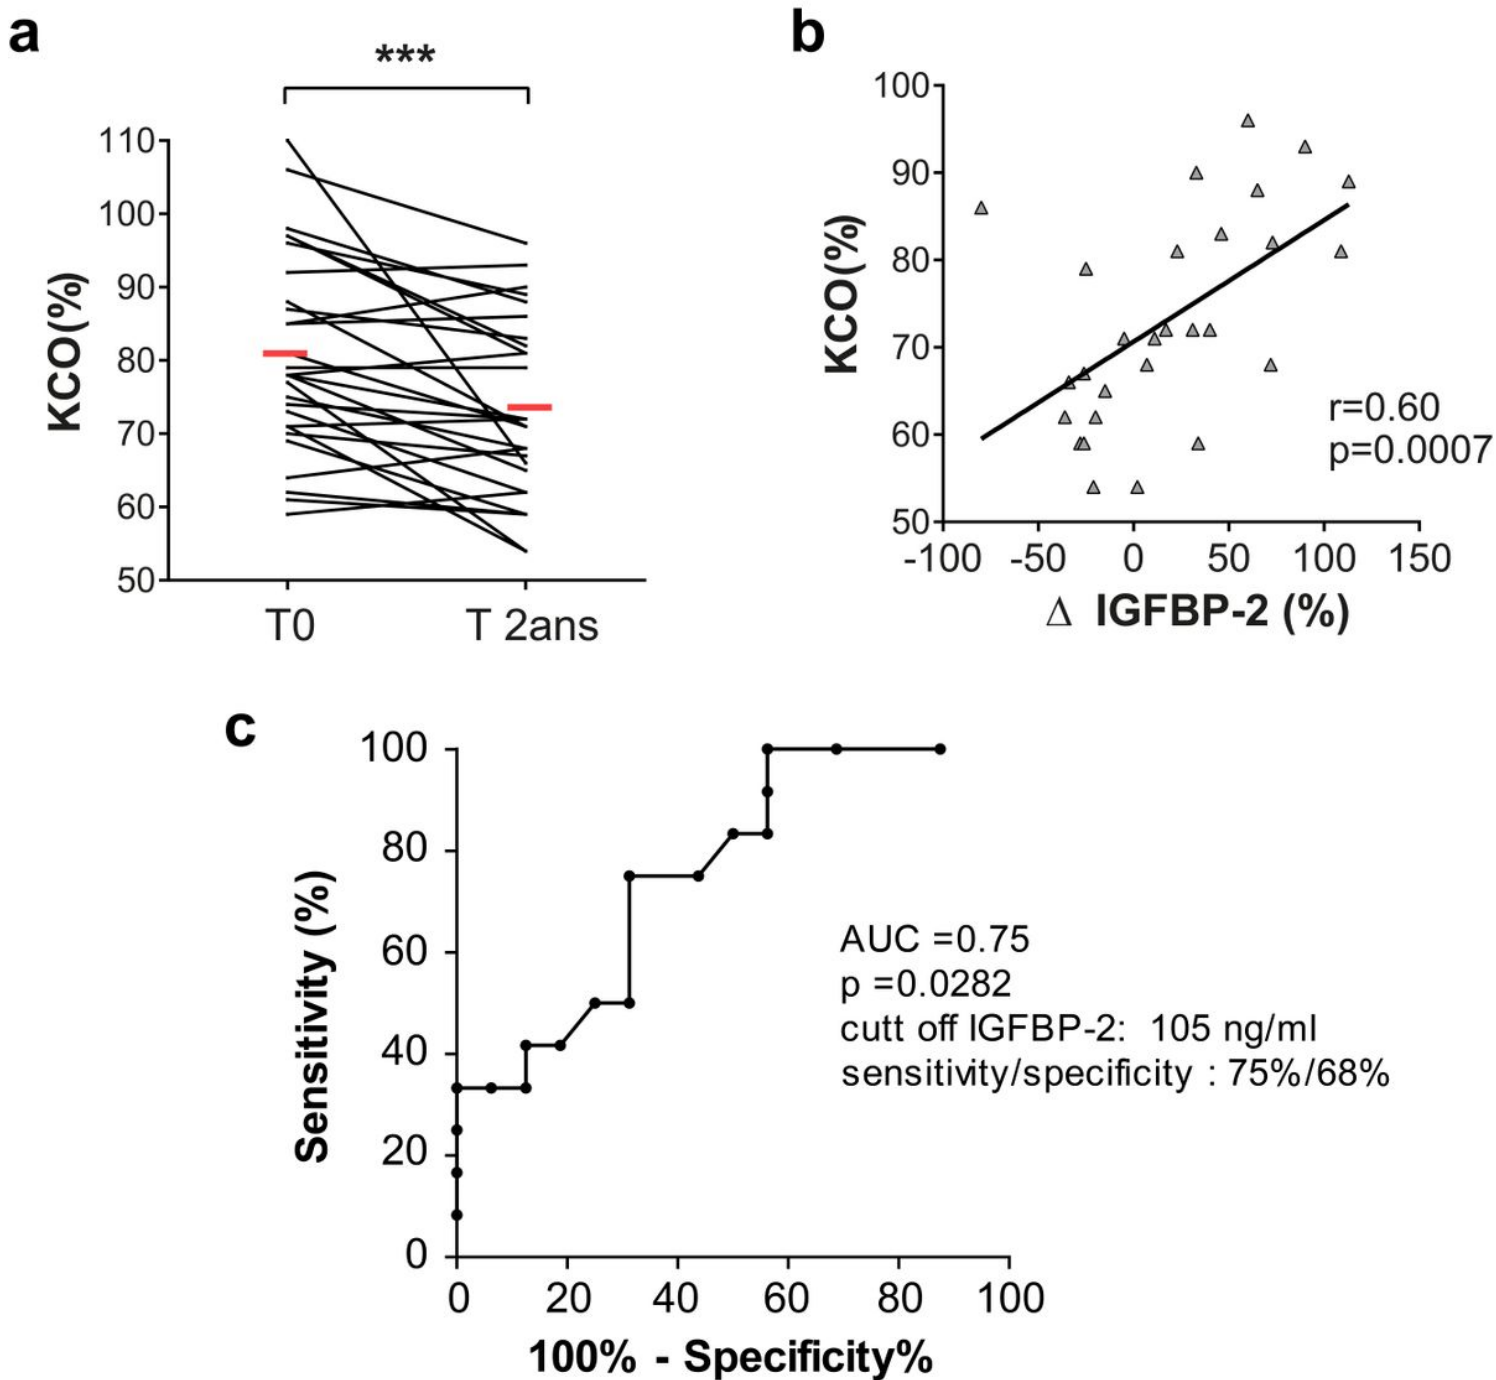 a
***
KCO(%)
110
100
90
80
70
60
50
T0
T 2ans
b
KCO(%)
100
90
80
70
60
50
-100
-50
0
50
100
150
r=0.60
p=0.0007
Δ IGFBP-2 (%)
c
Sensitivity (%)
100
80
60
40
20
0
0
20
40
60
80
100
AUC =0.75
p =0.0282
cutt off IGFBP-2: 105 ng/ml
sensitivity/specificity : 75%/68%
100% - Specificity%